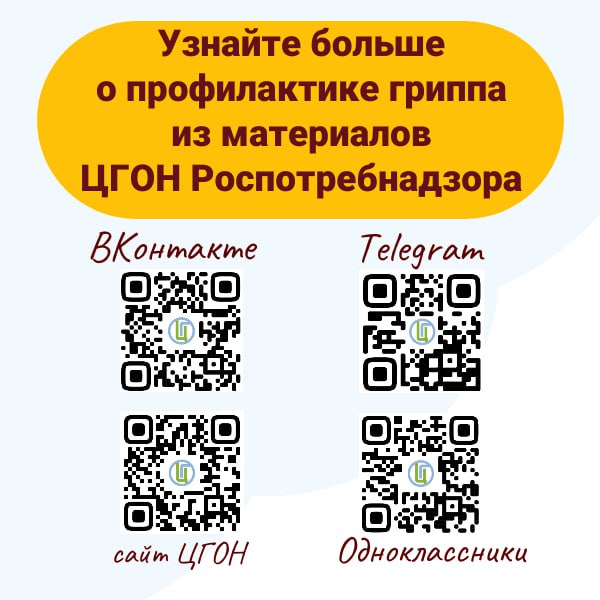 Узнайте больше
о профилактике гриппа
из материалов
ЦГОН Роспотребнадзора
ВКонтакте
Telegram
сайт ЦГОН
Одноклассники